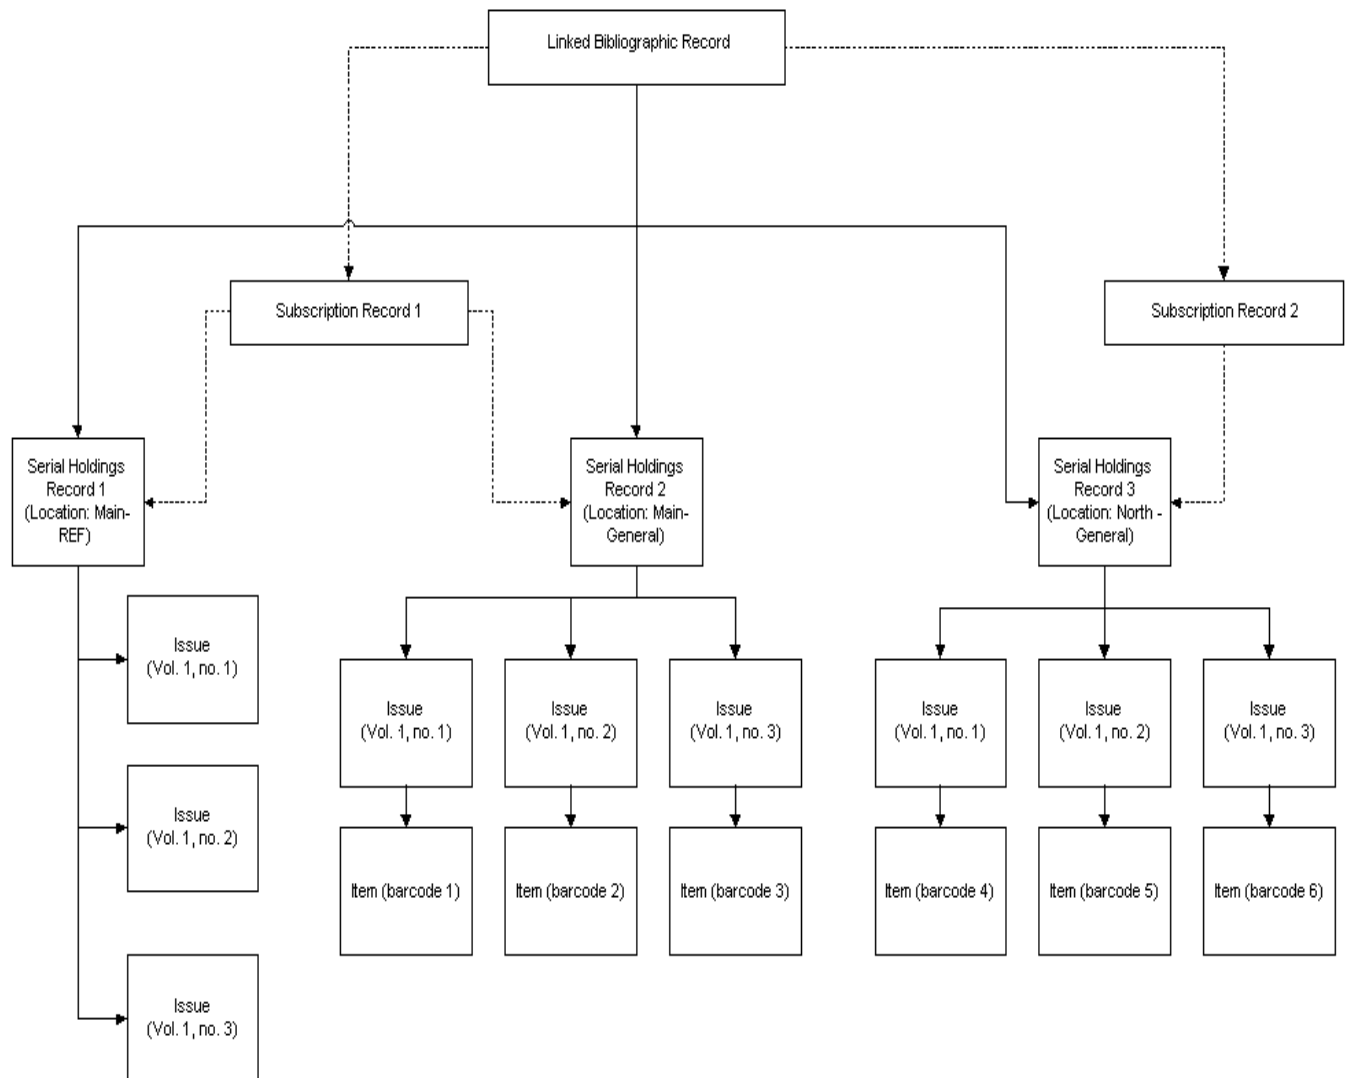 Linked Bibliographic Record
Subscription Record 1
Subscription Record 2
Serial Holdings
Record 1
(Location: Main-
REF)
Serial Holdings
Record 2
(Location: Main-
General)
Serial Holdings
Record 3
(Location: North -
General)
Issue
(Vol. 1, no. 1)
Issue
(Vol. 1, no. 2)
Issue
(Vol. 1, no. 3)
Issue
(Vol. 1, no. 1)
Issue
(Vol. 1, no. 2)
Issue
(Vol. 1, no. 3)
Issue
(Vol. 1, no. 1)
Issue
(Vol. 1, no. 2)
Issue
(Vol. 1, no. 3)
Item (barcode 1)
Item (barcode 2)
Item (barcode 3)
Item (barcode 4)
Item (barcode 5)
Item (barcode 6)